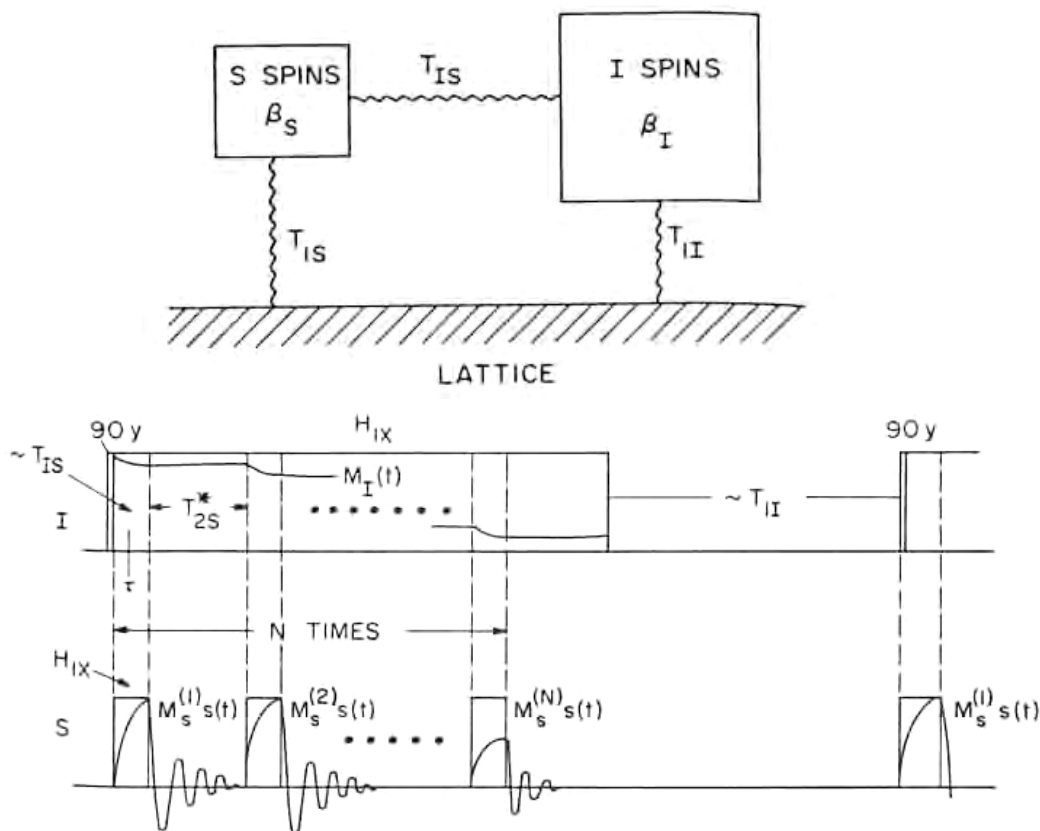 S SPINS
β_S
T_IS
I SPINS
β_I
T_1S
T_1I
LATTICE
90 y
H_1X
90 y
~ T_IS
M_I(t)
T*_2S
~ T_1I
I
τ
N TIMES
H_1X
M_s^(1) s(t)
M_s^(2) s(t)
M_s^(N) s(t)
M_s^(1) s(t)
S